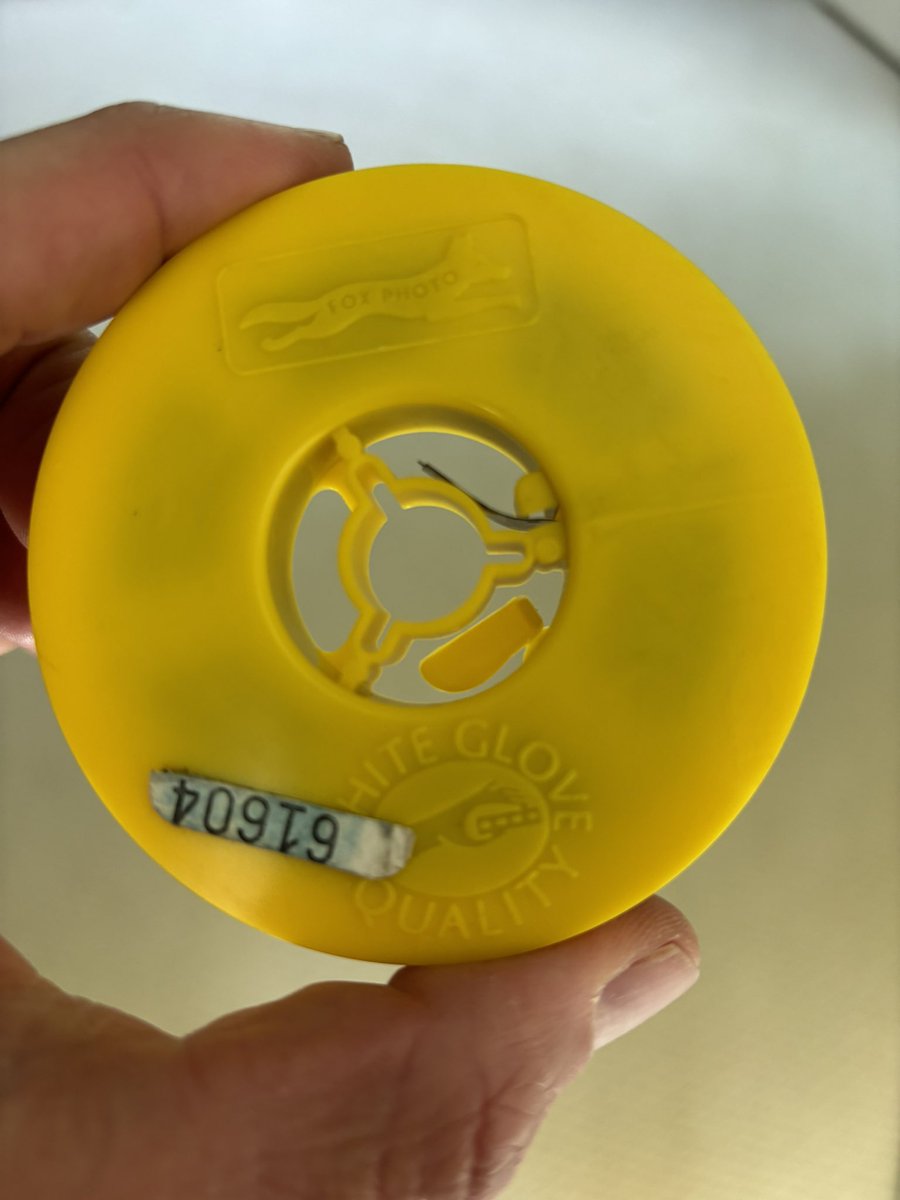 FOX PHOTO
HITE GLOVE
QUALITY
61604